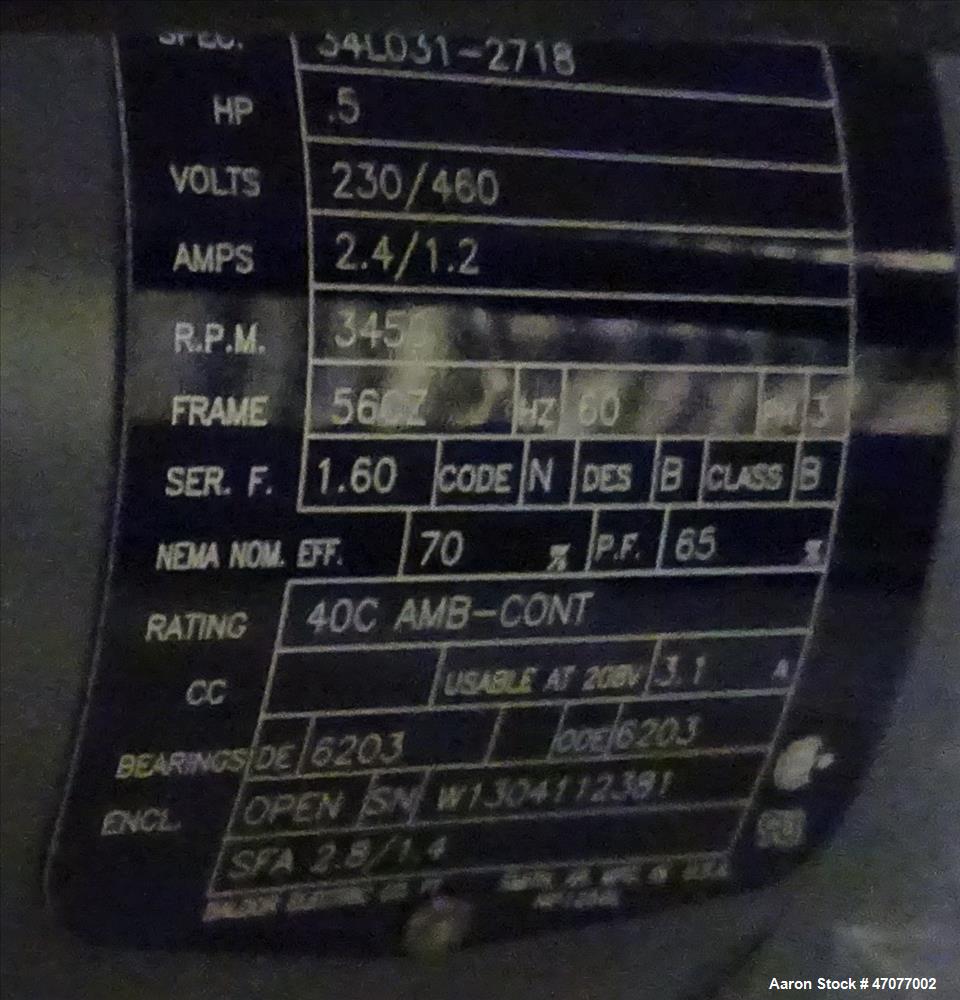 SPEC. 34L031-2718
HP .5
VOLTS 230/460
AMPS 2.4/1.2
R.P.M. 3450
FRAME 56CZ HZ 60 PH 3
SER. F. 1.60 CODE N DES B CLASS B
NEMA NOM. EFF. 70 % P.F. 65 %
RATING 40C AMB-CONT
CC USABLE AT 208V 3.1 A
BEARINGS DE 6203 ODE 6203
ENCL. OPEN SN W1304112381
SFA 2.8/1.4
Aaron Stock # 47077002